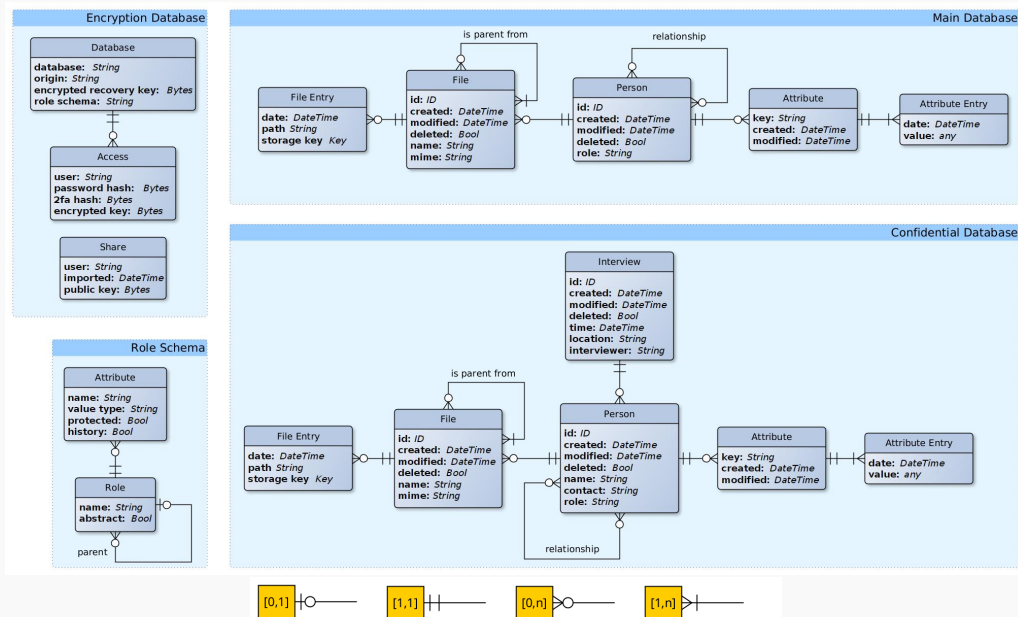 Encryption Database
Database
database: String
origin: String
encrypted recovery key: Bytes
role schema: String
Access
user: String
password hash: Bytes
2fa hash: Bytes
encrypted key: Bytes
Share
user: String
imported: DateTime
public key: Bytes
Role Schema
Attribute
name: String
value type: String
protected: Bool
history: Bool
Role
name: String
abstract: Bool
parent
Main Database
is parent from
relationship
File Entry
date: DateTime
path String
storage key Key
File
id: ID
created: DateTime
modified: DateTime
deleted: Bool
name: String
mime: String
Person
id: ID
created: DateTime
modified: DateTime
deleted: Bool
role: String
Attribute
key: String
created: DateTime
modified: DateTime
Attribute Entry
date: DateTime
value: any
Confidential Database
Interview
id: ID
created: DateTime
modified: DateTime
deleted: Bool
time: DateTime
location: String
interviewer: String
is parent from
File Entry
date: DateTime
path String
storage key Key
File
id: ID
created: DateTime
modified: DateTime
deleted: Bool
name: String
mime: String
Person
id: ID
created: DateTime
modified: DateTime
deleted: Bool
name: String
contact: String
role: String
relationship
Attribute
key: String
created: DateTime
modified: DateTime
Attribute Entry
date: DateTime
value: any
[0,1]
[1,1]
[0,n]
[1,n]